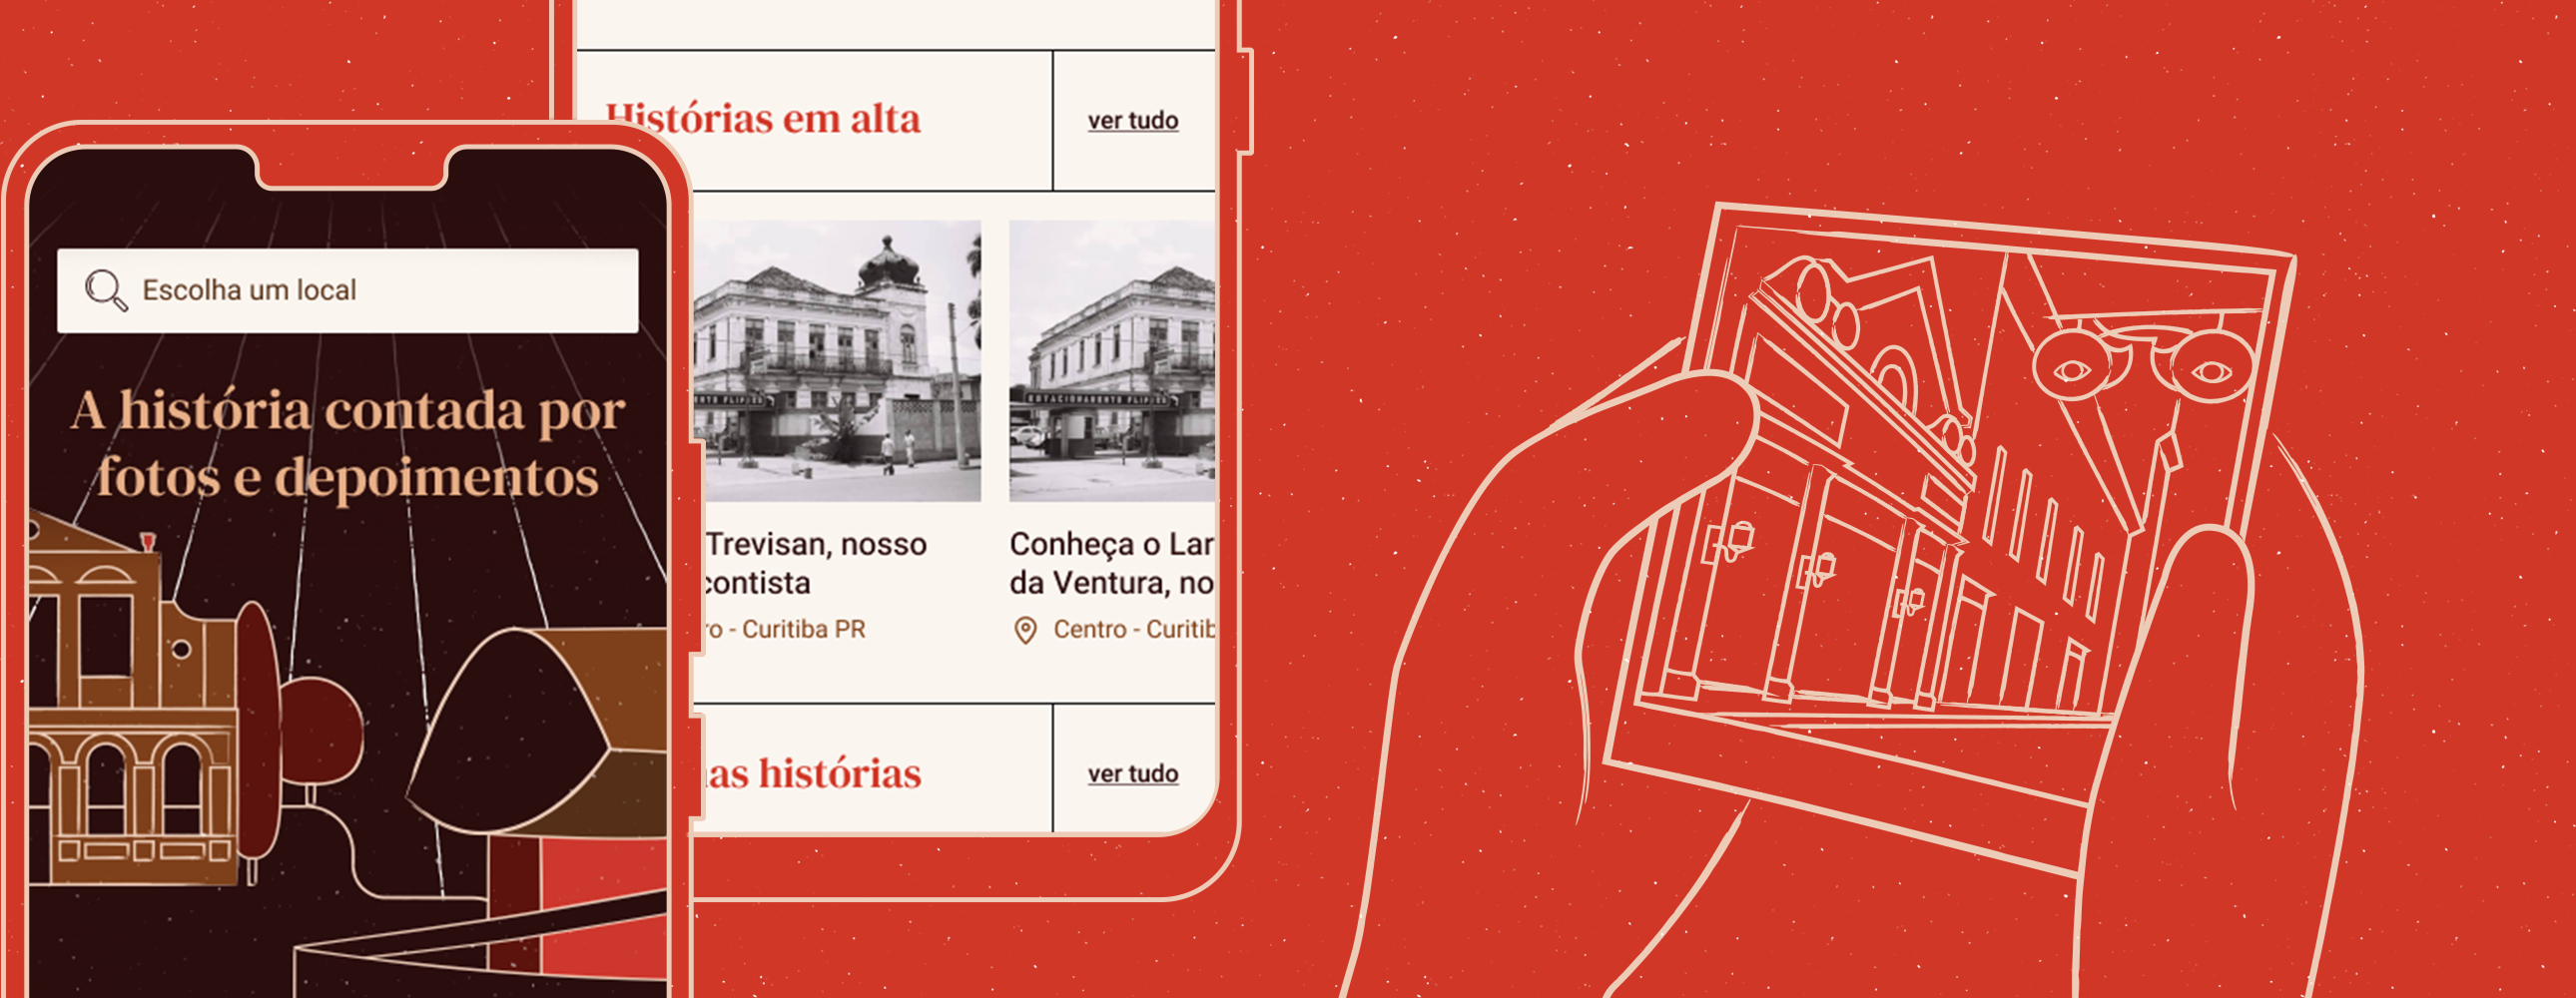 Escolha um local
A história contada por
fotos e depoimentos
Histórias em alta
ver tudo
ESTACIONAMENTO
Trevisan, nosso
contista
Curitiba PR
Conheça o Lar
da Ventura, no
Centro - Curitib
histórias
ver tudo